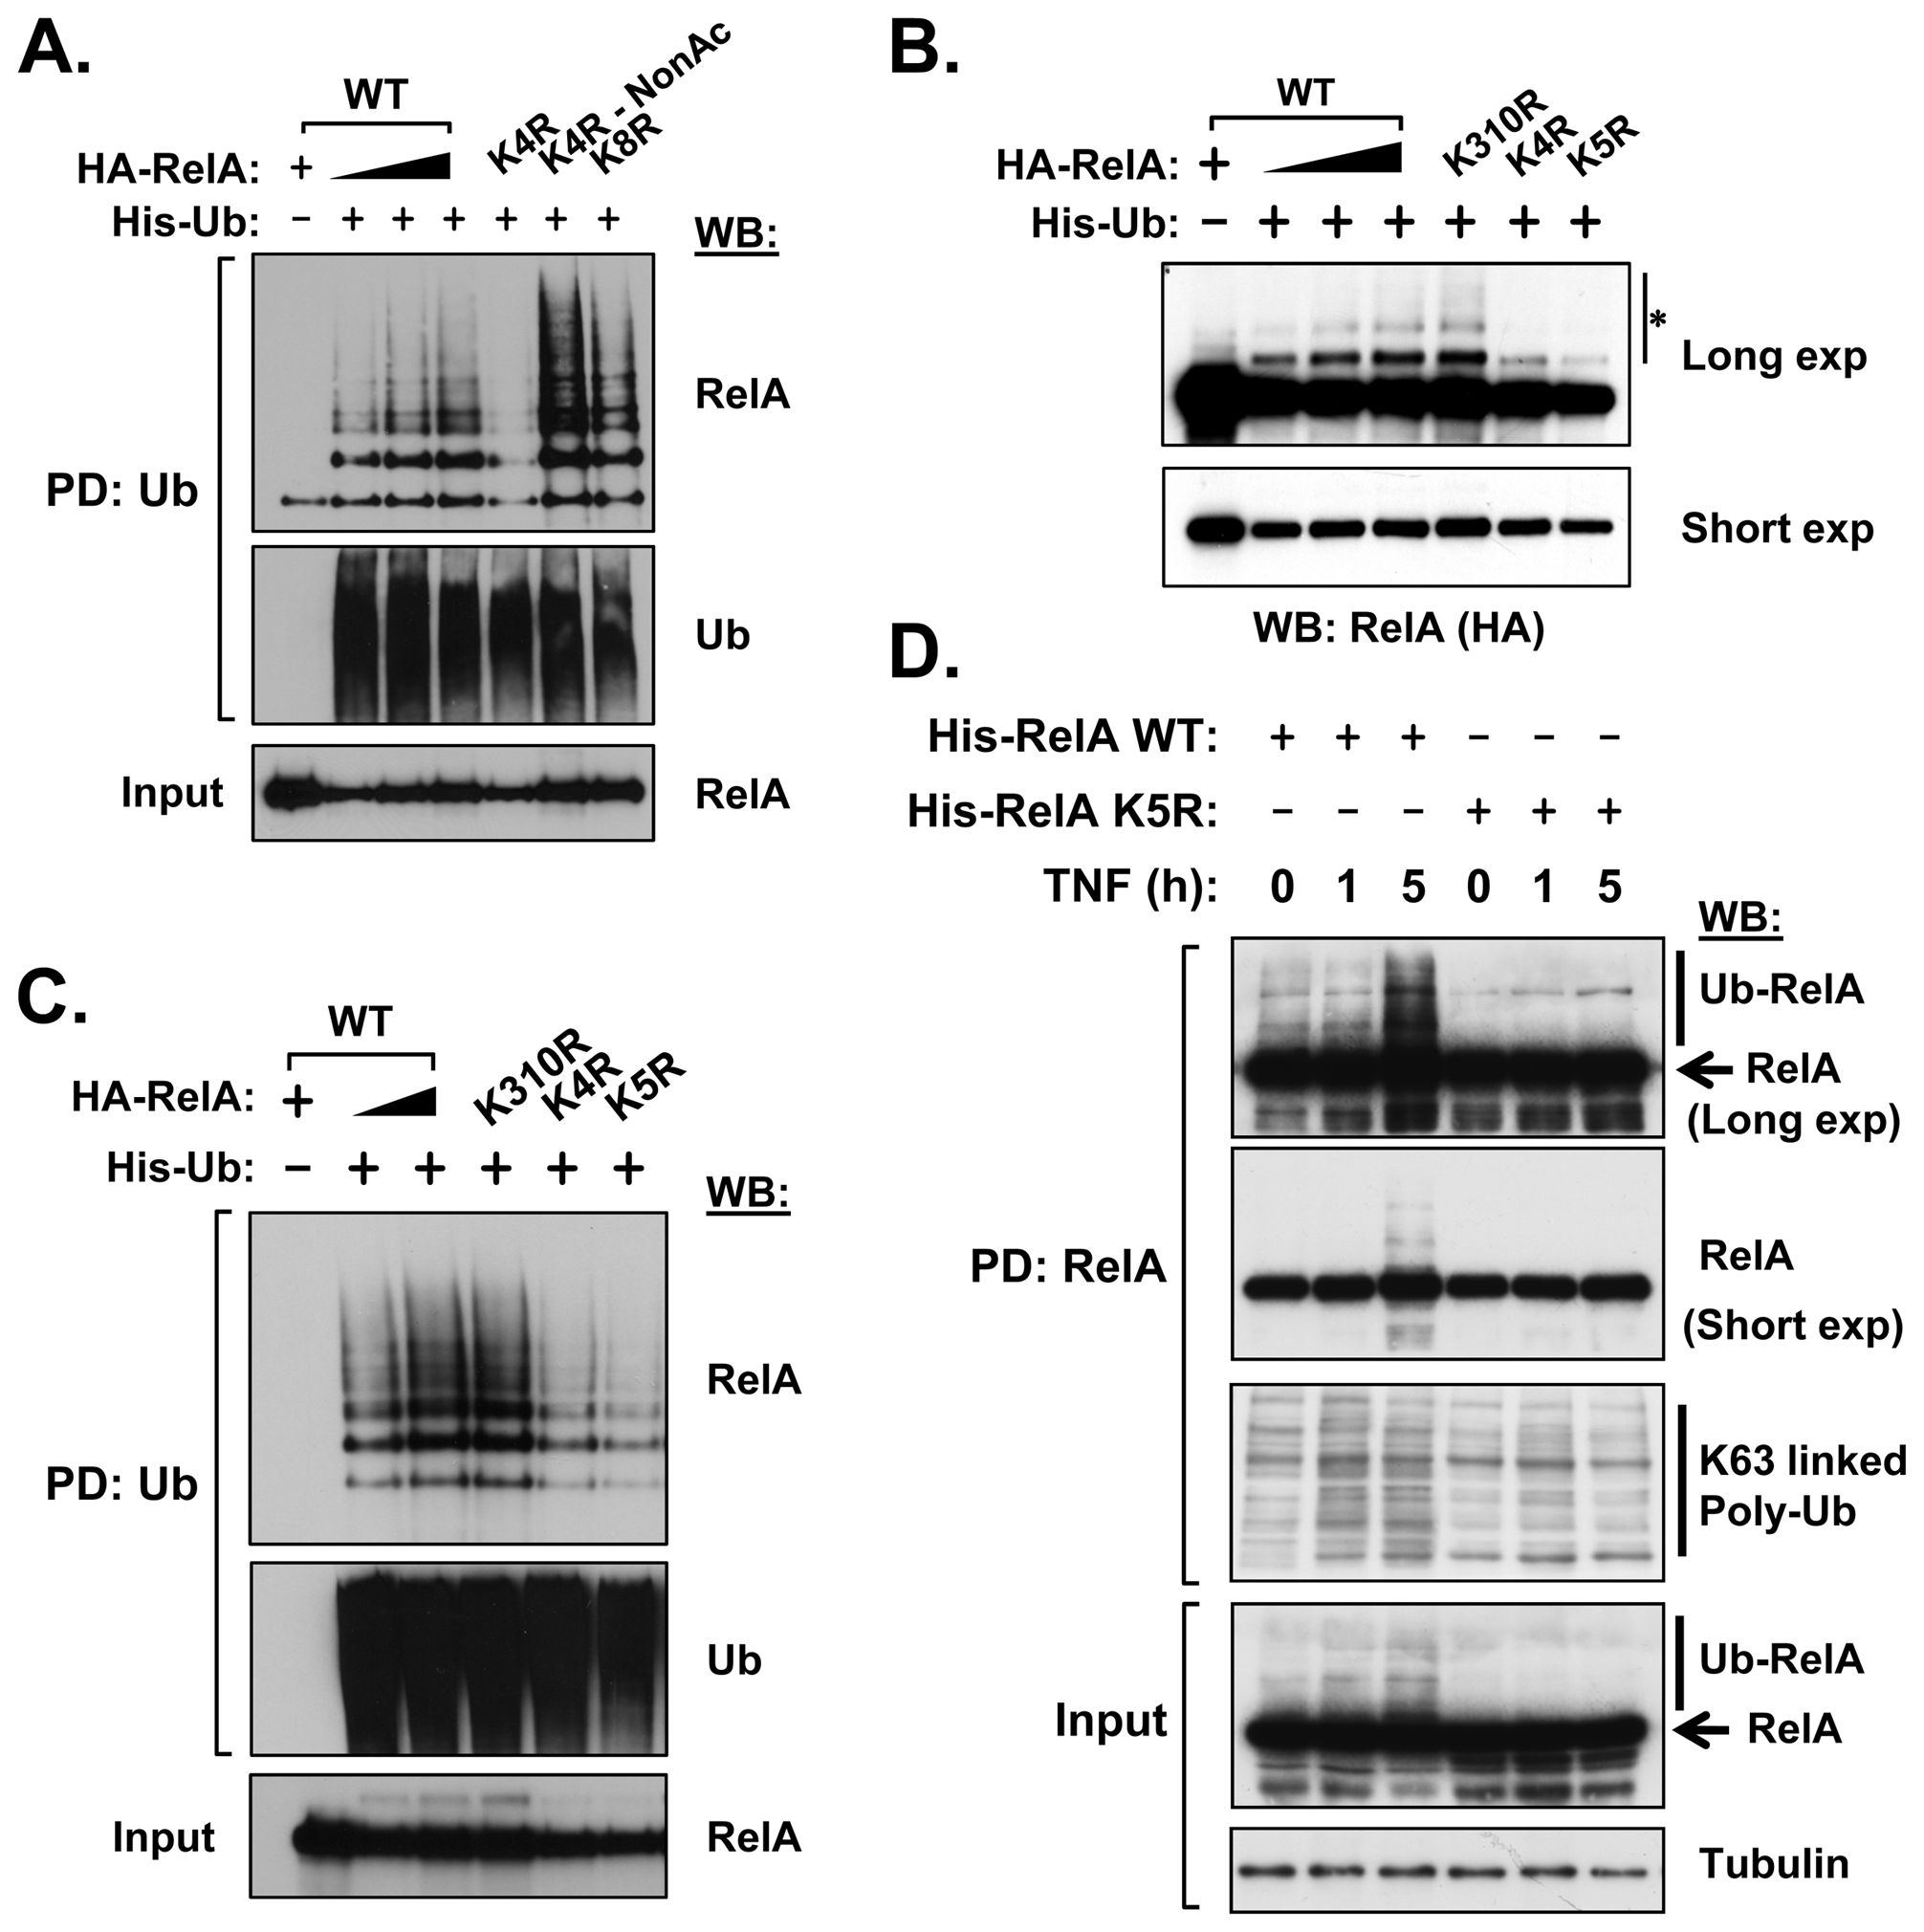 A.
WT
K4R
K4R - NonAc
K8R
HA-RelA: +
His-Ub: − + + + + + +
WB:
PD: Ub
RelA
Ub
Input
RelA
B.
WT
K310R
K4R
K5R
HA-RelA: +
His-Ub: − + + + + + +
*
Long exp
Short exp
WB: RelA (HA)
C.
WT
K310R
K4R
K5R
HA-RelA: +
His-Ub: − + + + + +
WB:
PD: Ub
RelA
Ub
Input
RelA
D.
His-RelA WT: + + + − − −
His-RelA K5R: − − − + + +
TNF (h): 0 1 5 0 1 5
WB:
PD: RelA
Ub-RelA
RelA
(Long exp)
RelA
(Short exp)
K63 linked
Poly-Ub
Input
Ub-RelA
RelA
Tubulin